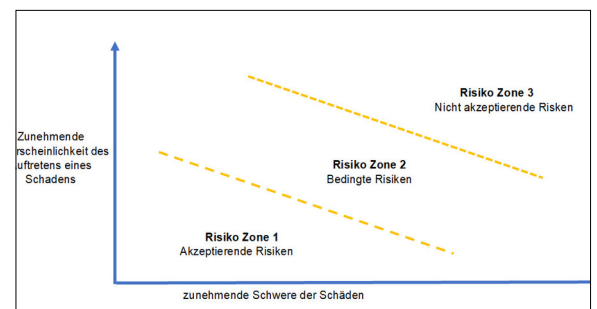 Risiko Zone 3
Nicht akzeptierende Risken
Zunehmende
rscheinlichkeit des
uftretens eines
Schadens
Risiko Zone 2
Bedingte Risiken
Risiko Zone 1
Akzeptierende Risken
zunehmende Schwere der Schäden